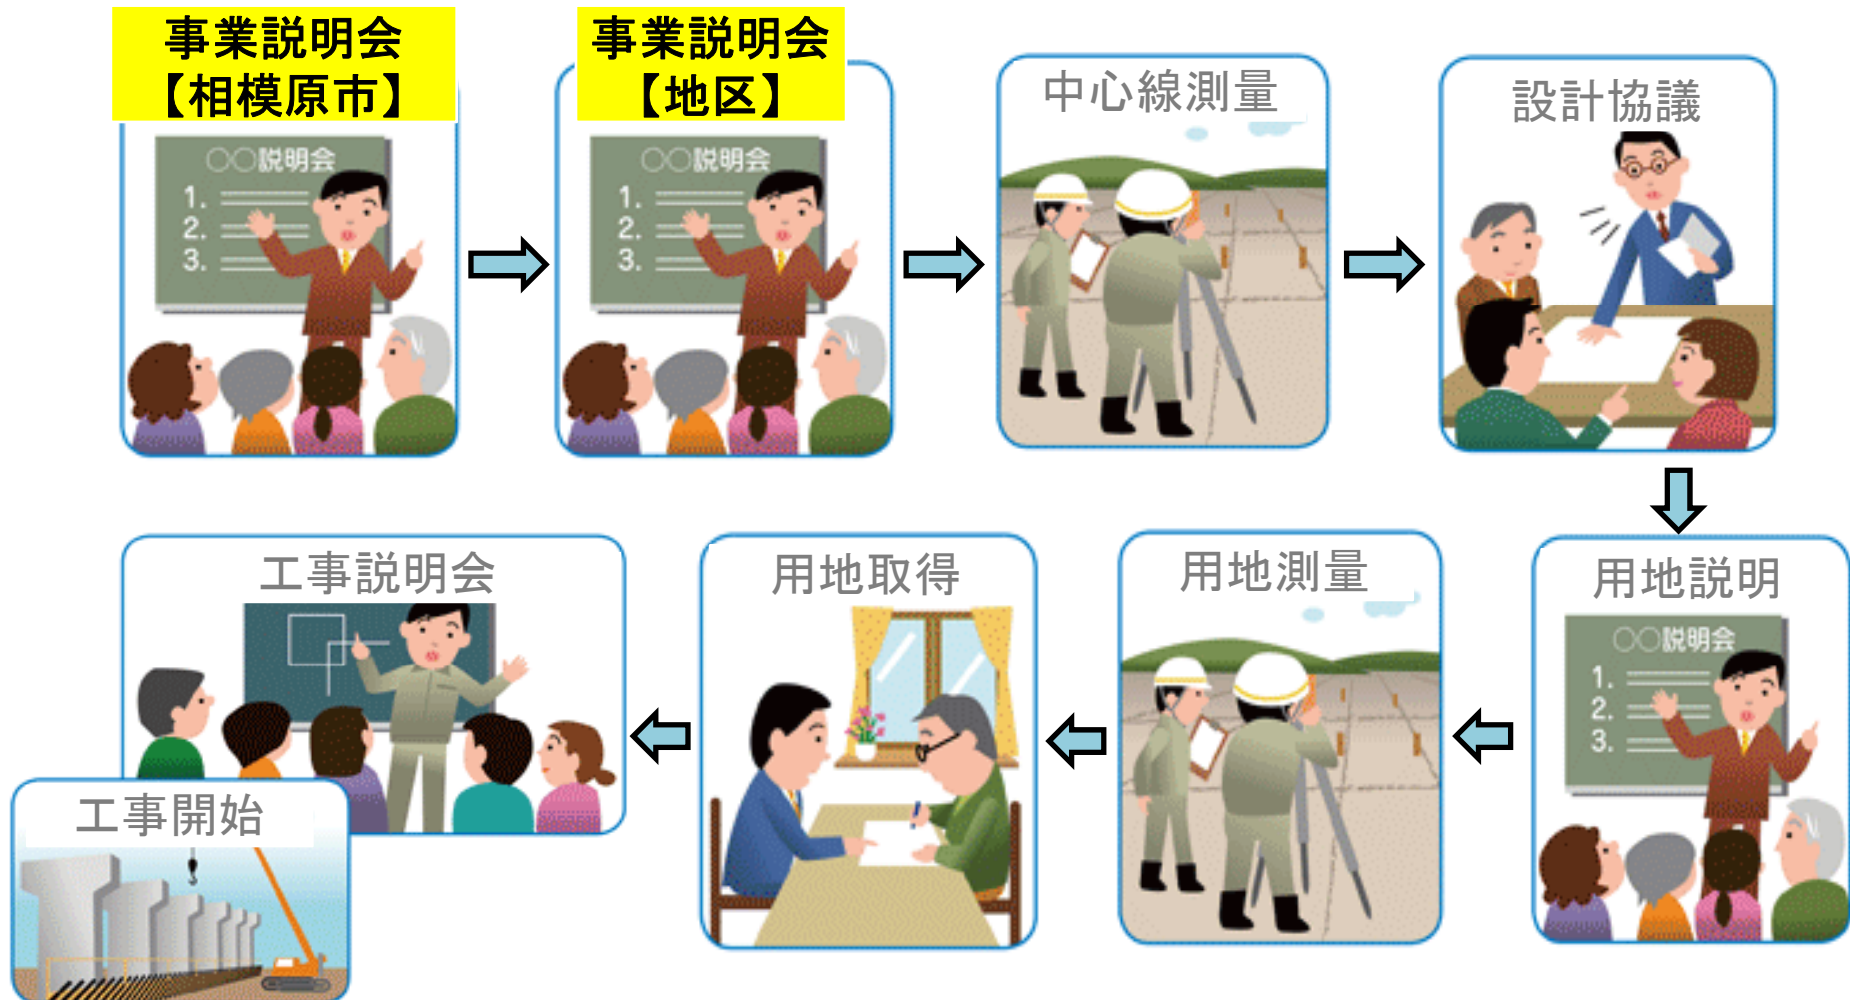 事業説明会
【相模原市】
○○説明会
1.
2.
3.
事業説明会
【地区】
○○説明会
1.
2.
3.
中心線測量
設計協議
用地説明
○○説明会
1.
2.
3.
用地測量
用地取得
工事説明会
工事開始